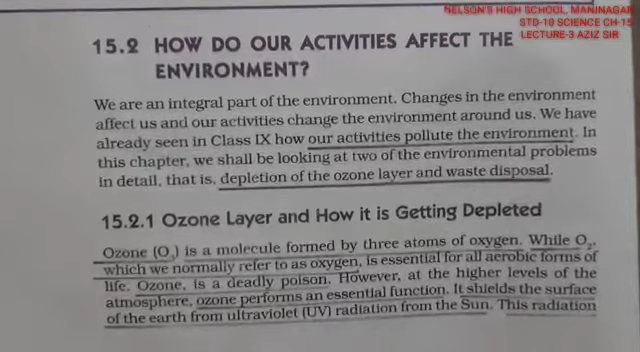 NELSON'S HIGH SCHOOL, MANINAGAR
STD-10 SCIENCE CH-15
LECTURE-3 AZIZ SIR
15.2 HOW DO OUR ACTIVITIES AFFECT THE
ENVIRONMENT?
We are an integral part of the environment. Changes in the environment
affect us and our activities change the environment around us. We have
already seen in Class IX how our activities pollute the environment. In
this chapter, we shall be looking at two of the environmental problems
in detail, that is, depletion of the ozone layer and waste disposal.
15.2.1 Ozone Layer and How it is Getting Depleted
Ozone (O₃) is a molecule formed by three atoms of oxygen. While O₂,
which we normally refer to as oxygen, is essential for all aerobic forms of
life. Ozone, is a deadly poison. However, at the higher levels of the
atmosphere, ozone performs an essential function. It shields the surface
of the earth from ultraviolet (UV) radiation from the Sun. This radiation